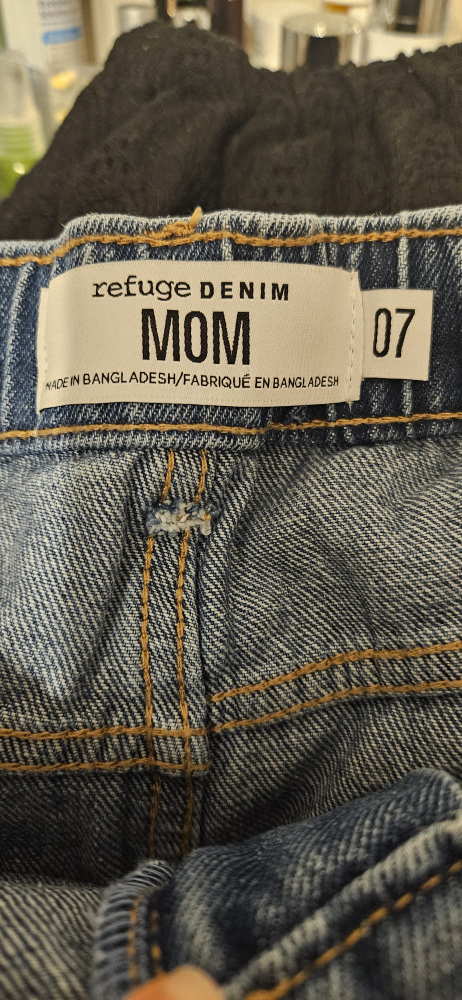 refuge DENIM
MOM
07
MADE IN BANGLADESH/FABRIQUÉ EN BANGLADESH